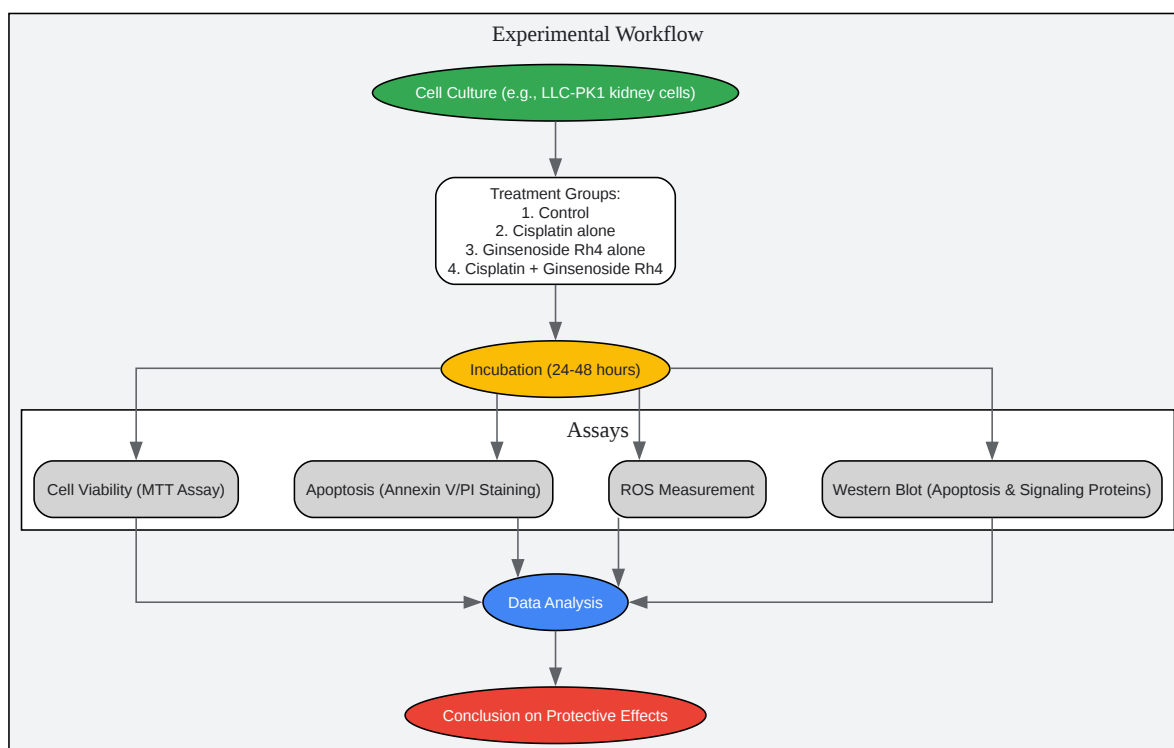 Experimental Workflow
Cell Culture (e.g., LLC-PK1 kidney cells)
Treatment Groups:
1. Control
2. Cisplatin alone
3. Ginsenoside Rh4 alone
4. Cisplatin + Ginsenoside Rh4
Incubation (24-48 hours)
Assays
Cell Viability (MTT Assay)
Apoptosis (Annexin V/PI Staining)
ROS Measurement
Western Blot (Apoptosis & Signaling Proteins)
Data Analysis
Conclusion on Protective Effects